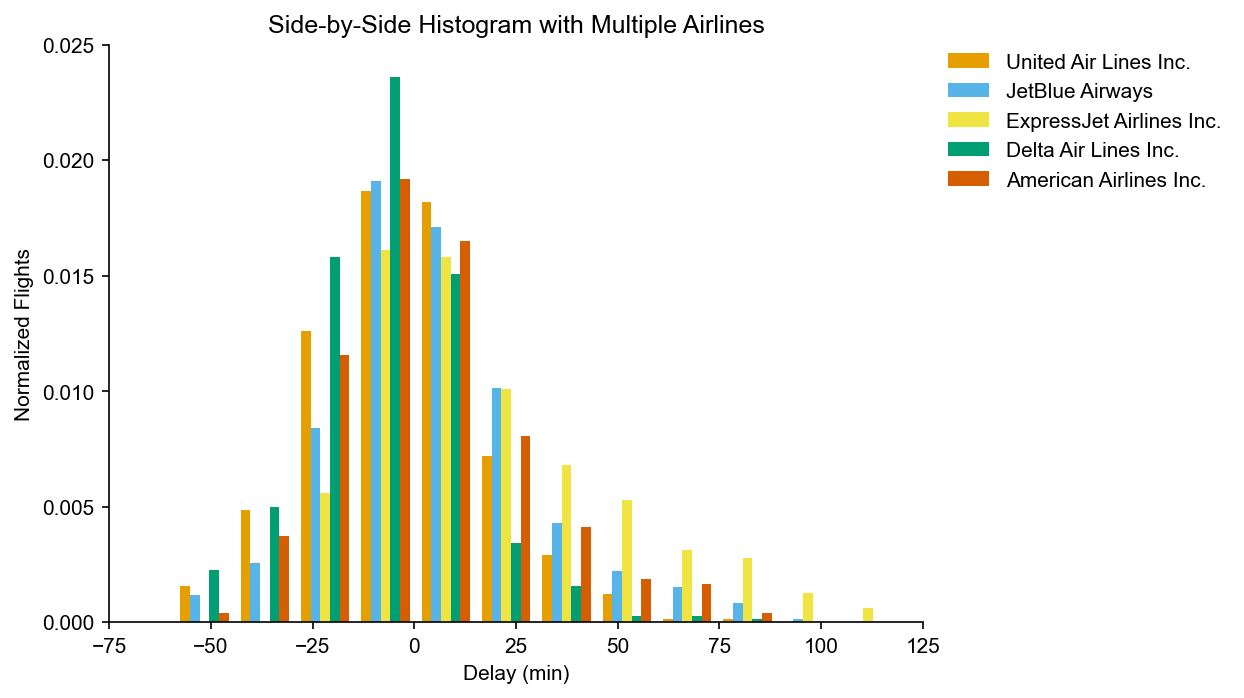 Side-by-Side Histogram with Multiple Airlines
United Air Lines Inc.
JetBlue Airways
ExpressJet Airlines Inc.
Delta Air Lines Inc.
American Airlines Inc.
Normalized Flights
0.025
0.020
0.015
0.010
0.005
0.000
−75 −50 −25 0 25 50 75 100 125
Delay (min)